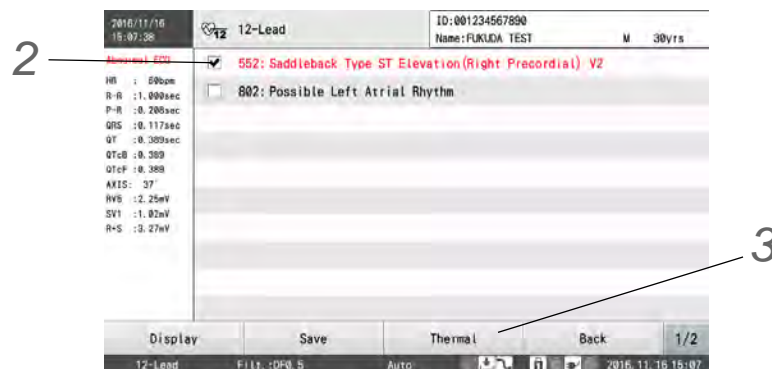 2016/11/16
15:07:38
12 12-Lead
ID:001234567890
Name:FUKUDA TEST M 30yrs
2
Abnormal ECG
552: Saddleback Type ST Elevation(Right Precordial) V2
802: Possible Left Atrial Rhythm
HR : 60bpm
R-R :1.000sec
P-R :0.208sec
QRS :0.117sec
QT :0.389sec
QTcB :0.389
QTcF :0.389
AXIS: 37°
RV5 :2.25mV
SV1 :1.02mV
R+S :3.27mV
3
Display Save Thermal Back 1/2
12-Lead Filt.:DF0.5 Auto 2016.11.16 15:07